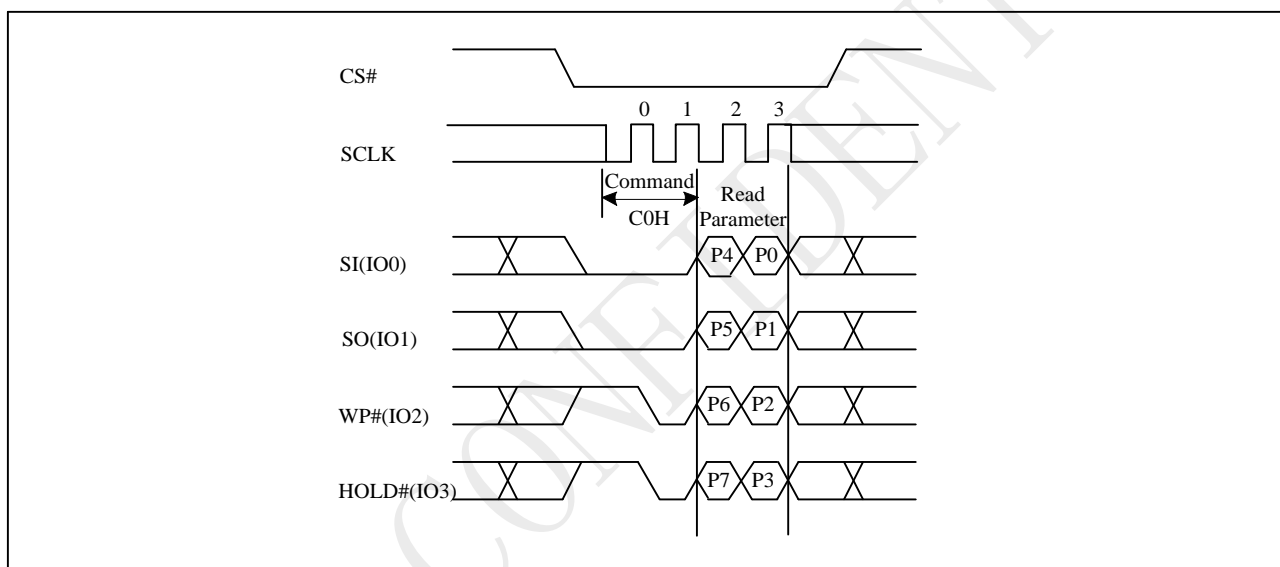 CS#
0 1 2 3
SCLK
Command
Read
C0H
Parameter
SI(IO0)
P4 P0
SO(IO1)
P5 P1
WP#(IO2)
P6 P2
HOLD#(IO3)
P7 P3